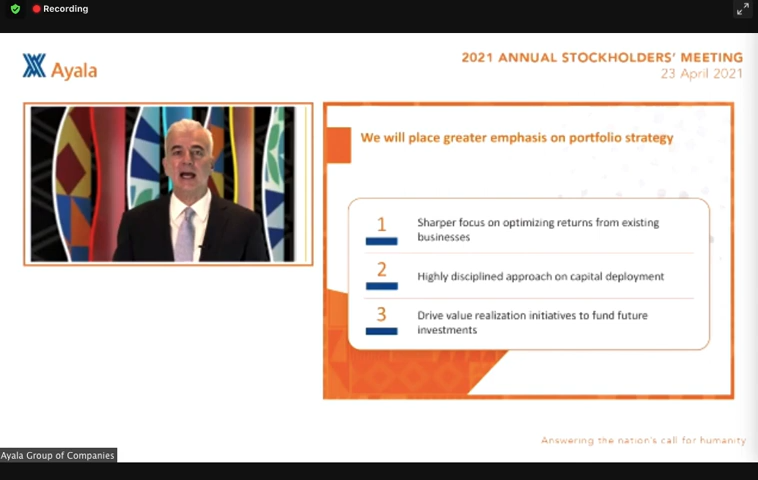 Recording
Ayala
2021 ANNUAL STOCKHOLDERS' MEETING
23 April 2021
We will place greater emphasis on portfolio strategy
1
Sharper focus on optimizing returns from existing
businesses
2
Highly disciplined approach on capital deployment
3
Drive value realization initiatives to fund future
investments
Answering the nation's call for humanity
Ayala Group of Companies